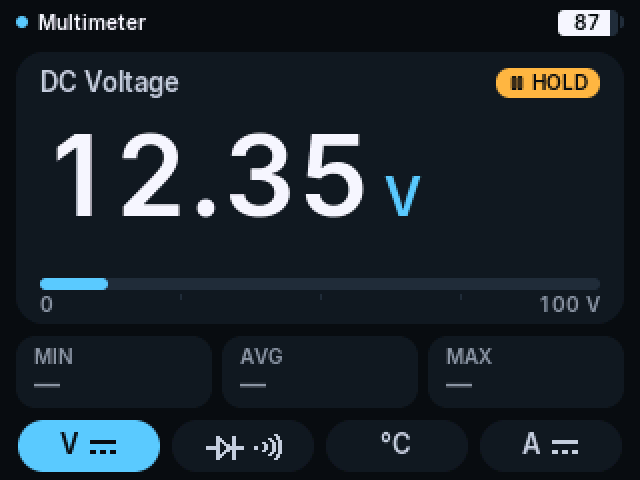 Multimeter 87
DC Voltage HOLD
12.35 V
0 100 V
MIN AVG MAX
— — —
V °C A